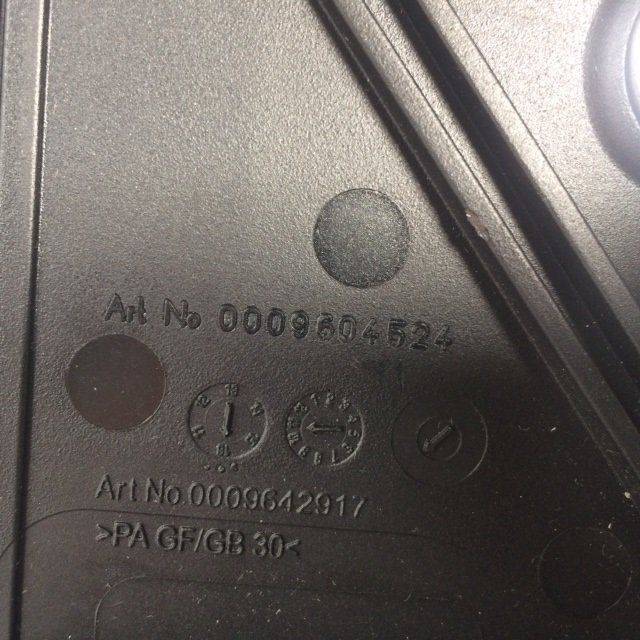 Art No 0009604524
Art No 0009642917
>PA GF/GB 30<